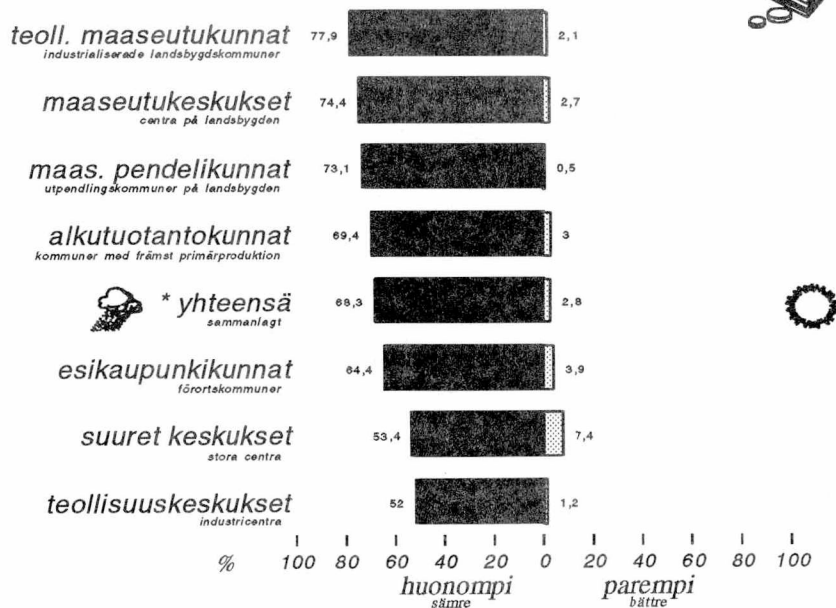 teoll. maaseutukunnat 77,9 2,1
industrialiserade landsbygdskommuner
maaseutukeskukset 74,4 2,7
centra på landsbygden
maas. pendelikunnat 73,1 0,5
utpendlingskommuner på landsbygden
alkutuotantokunnat 69,4 3
kommuner med främst primärproduktion
* yhteensä 68,3 2,8
sammanlagt
esikaupunkikunnat 64,4 3,9
förortskommuner
suuret keskukset 53,4 7,4
stora centra
teollisuuskeskukset 52 1,2
industricentra
% 100 80 60 40 20 0 20 40 60 80 100
huonompi parempi
sämre bättre